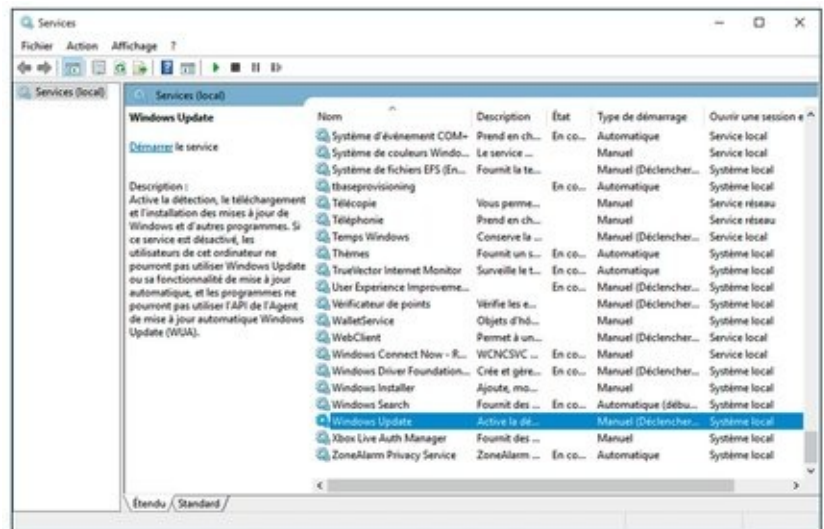 Services
Fichier Action Affichage ?
Services (local)
Services (local)
Windows Update
Démarrer le service
Description :
Active la détection, le téléchargement
et l'installation des mises à jour de
Windows et d'autres programmes. Si
ce service est désactivé, les
utilisateurs de cet ordinateur ne
pourront pas utiliser Windows Update
ou sa fonctionnalité de mise à jour
automatique, et les programmes ne
pourront pas utiliser l'API de l'Agent
de mise à jour automatique Windows
Update (WUA).
Nom Description État Type de démarrage Ouvrir une session e
Système d'événement COM+ Prend en ch... En co... Automatique Service local
Système de couleurs Windo... Le service ... Manuel Service local
Système de fichiers EFS (En... Fournit la te... Manuel (Déclencher... Système local
tbaseprovisioning En co... Automatique Système local
Télécopie Vous perme... Manuel Service réseau
Téléphonie Prend en ch... Manuel Service réseau
Temps Windows Conserve la ... Manuel (Déclencher... Service local
Thèmes Fournit un s... En co... Automatique Système local
TrueVector Internet Monitor Surveille le t... En co... Automatique Système local
User Experience Improveme... En co... Manuel (Déclencher... Système local
Vérificateur de points Vérifie les e... Manuel Système local
WalletService Objets d'hô... Manuel Système local
WebClient Permet à un... Manuel (Déclencher... Service local
Windows Connect Now - R... WCNCSVC ... En co... Manuel Service local
Windows Driver Foundation... Crée et gère... En co... Manuel (Déclencher... Système local
Windows Installer Ajoute, mo... Manuel Système local
Windows Search Fournit des ... En co... Automatique (débu... Système local
Windows Update Active la dé... Manuel (Déclencher... Système local
Xbox Live Auth Manager Fournit des ... Manuel Système local
ZoneAlarm Privacy Service ZoneAlarm ... En co... Automatique Système local
Étendu Standard